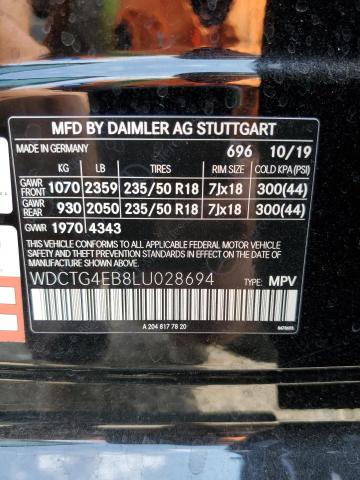 MFD BY DAIMLER AG STUTTGART
MADE IN GERMANY 696 10/19
KG LB TIRES RIM SIZE COLD KPA (PSI)
GAWR FRONT 1070 2359 235/50 R18 7Jx18 300(44)
GAWR REAR 930 2050 235/50 R18 7Jx18 300(44)
GVWR 1970 4343
THIS VEHICLE CONFORMS TO ALL APPLICABLE FEDERAL MOTOR VEHICLE
SAFETY, BUMPER, AND THEFT PREVENTION STANDARDS IN EFFECT
ON THE DATE OF MANUFACTURE SHOWN ABOVE.
WDCTG4EB8LU028694 TYPE: MPV
A 204 817 78 20